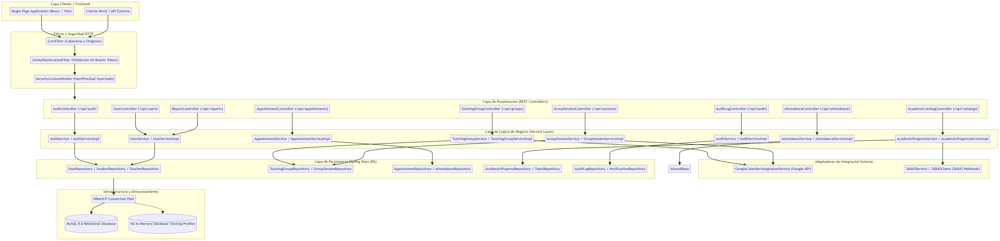 Capa Cliente / Frontend
Single Page Application (React / Vite)
Cliente Movil / API Externa
Filtros y Seguridad HTTP
CorsFilter (Cabeceras y Origenes)
JwtAuthenticationFilter (Validacion de Bearer Token)
SecurityContextHolder (UserPrincipal Inyectado)
Capa de Presentacion (REST Controllers)
AuthController (/api/auth)
UserController (/api/users)
ReportController (/api/reports)
AppointmentController (/api/appointments)
TutoringGroupController (/api/groups)
GroupSessionController (/api/sessions)
AuditLogController (/api/audit)
AttendanceController (/api/attendance)
AcademicCatalogController (/api/catalogs)
Capa de Logica de Negocio (Service Layer)
AuthService / AuthServiceImpl
UserService / UserServiceImpl
AppointmentService / AppointmentServiceImpl
TutoringGroupService / TutoringGroupServiceImpl
GroupSessionService / GroupSessionServiceImpl
AuditService / AuditServiceImpl
AttendanceService / AttendanceServiceImpl
AcademicProgressService / AcademicProgressServiceImpl
Capa de Persistencia (Spring Data JPA)
UserRepository / StudentRepository / TeacherRepository
TutoringGroupRepository / GroupSessionRepository
AppointmentRepository / AttendanceRepository
AcademicProgressRepository / TopicRepository
AuditLogRepository / NotificationRepository
AttendRepo
Adaptadores de Integracion Externa
GoogleCalendarIntegrationService (Google API)
TalkIOService / TalkIOClient (TalkIO Webhook)
Infraestructura y Almacenamiento
HikariCP Connection Pool
MySQL 8.0 Relational Database
H2 In-Memory Database (Testing Profile)